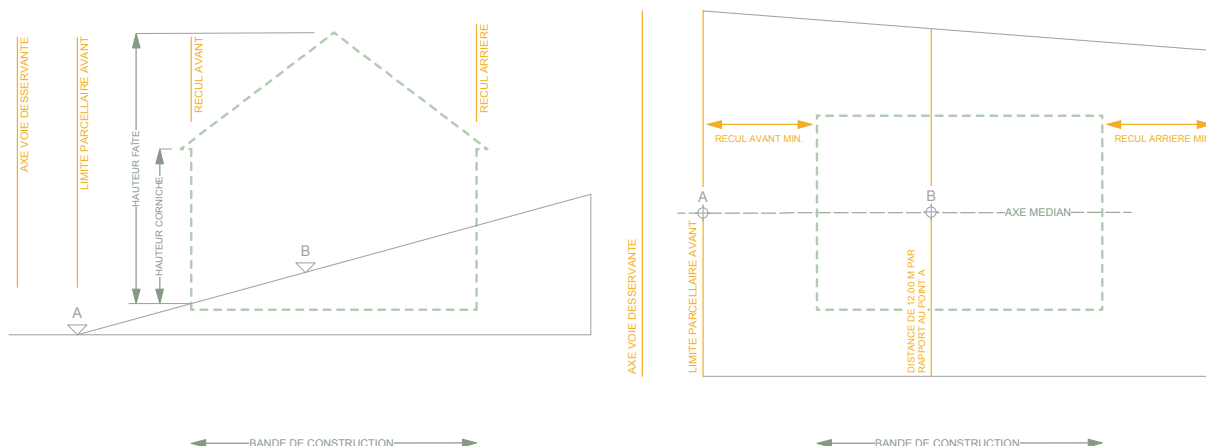 AXE VOIE DESSERVANTE
LIMITE PARCELLAIRE AVANT
HAUTEUR FAÎTE
HAUTEUR CORNICHE
RECUL AVANT
RECUL ARRIERE
A
B
BANDE DE CONSTRUCTION
AXE VOIE DESSERVANTE
LIMITE PARCELLAIRE AVANT
RECUL AVANT MIN.
RECUL ARRIERE MIN
A
B
AXE MEDIAN
DISTANCE DE 12.00 M PAR
RAPPORT AU POINT A
BANDE DE CONSTRUCTION